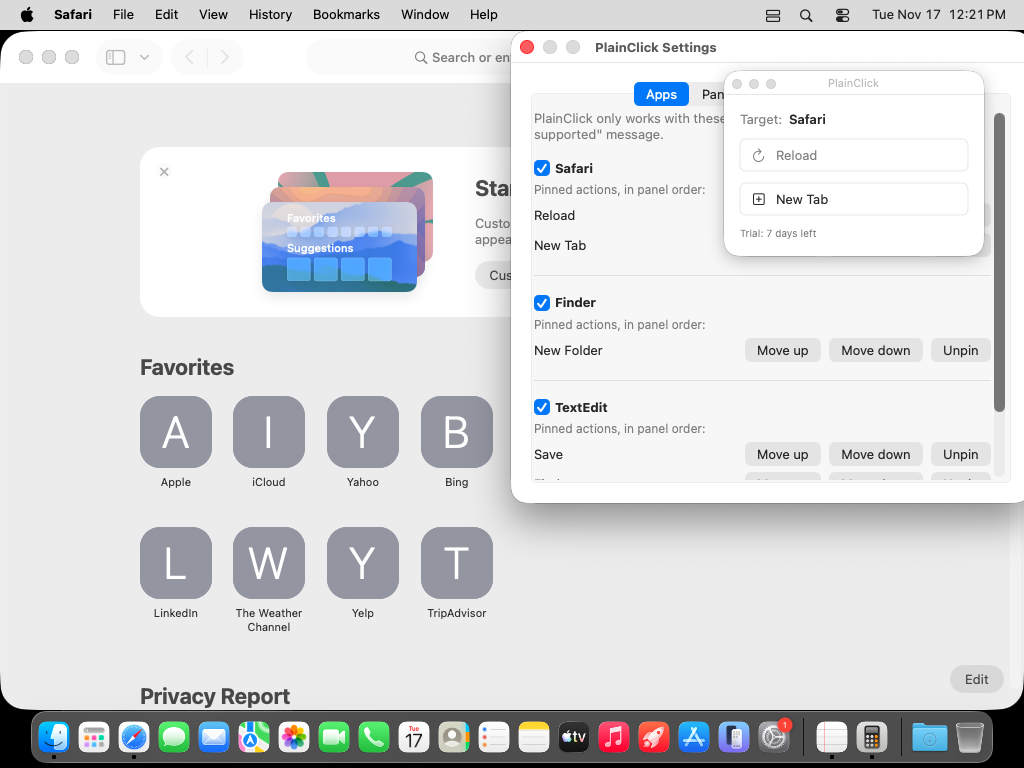 Safari File Edit View History Bookmarks Window Help Tue Nov 17 12:21 PM
Search or en
PlainClick Settings
Apps Pan
PlainClick only works with these
supported" message.
Safari
Pinned actions, in panel order:
Reload
New Tab
Finder
Pinned actions, in panel order:
New Folder Move up Move down Unpin
TextEdit
Pinned actions, in panel order:
Save Move up Move down Unpin
PlainClick
Target: Safari
Reload
New Tab
Trial: 7 days left
Favorites
Suggestions
Sta
Custo
appea
Cus
Favorites
A I Y B
Apple iCloud Yahoo Bing
L W Y T
LinkedIn The Weather Yelp TripAdvisor
Channel
Privacy Report
Edit
Tue
17
tv
1